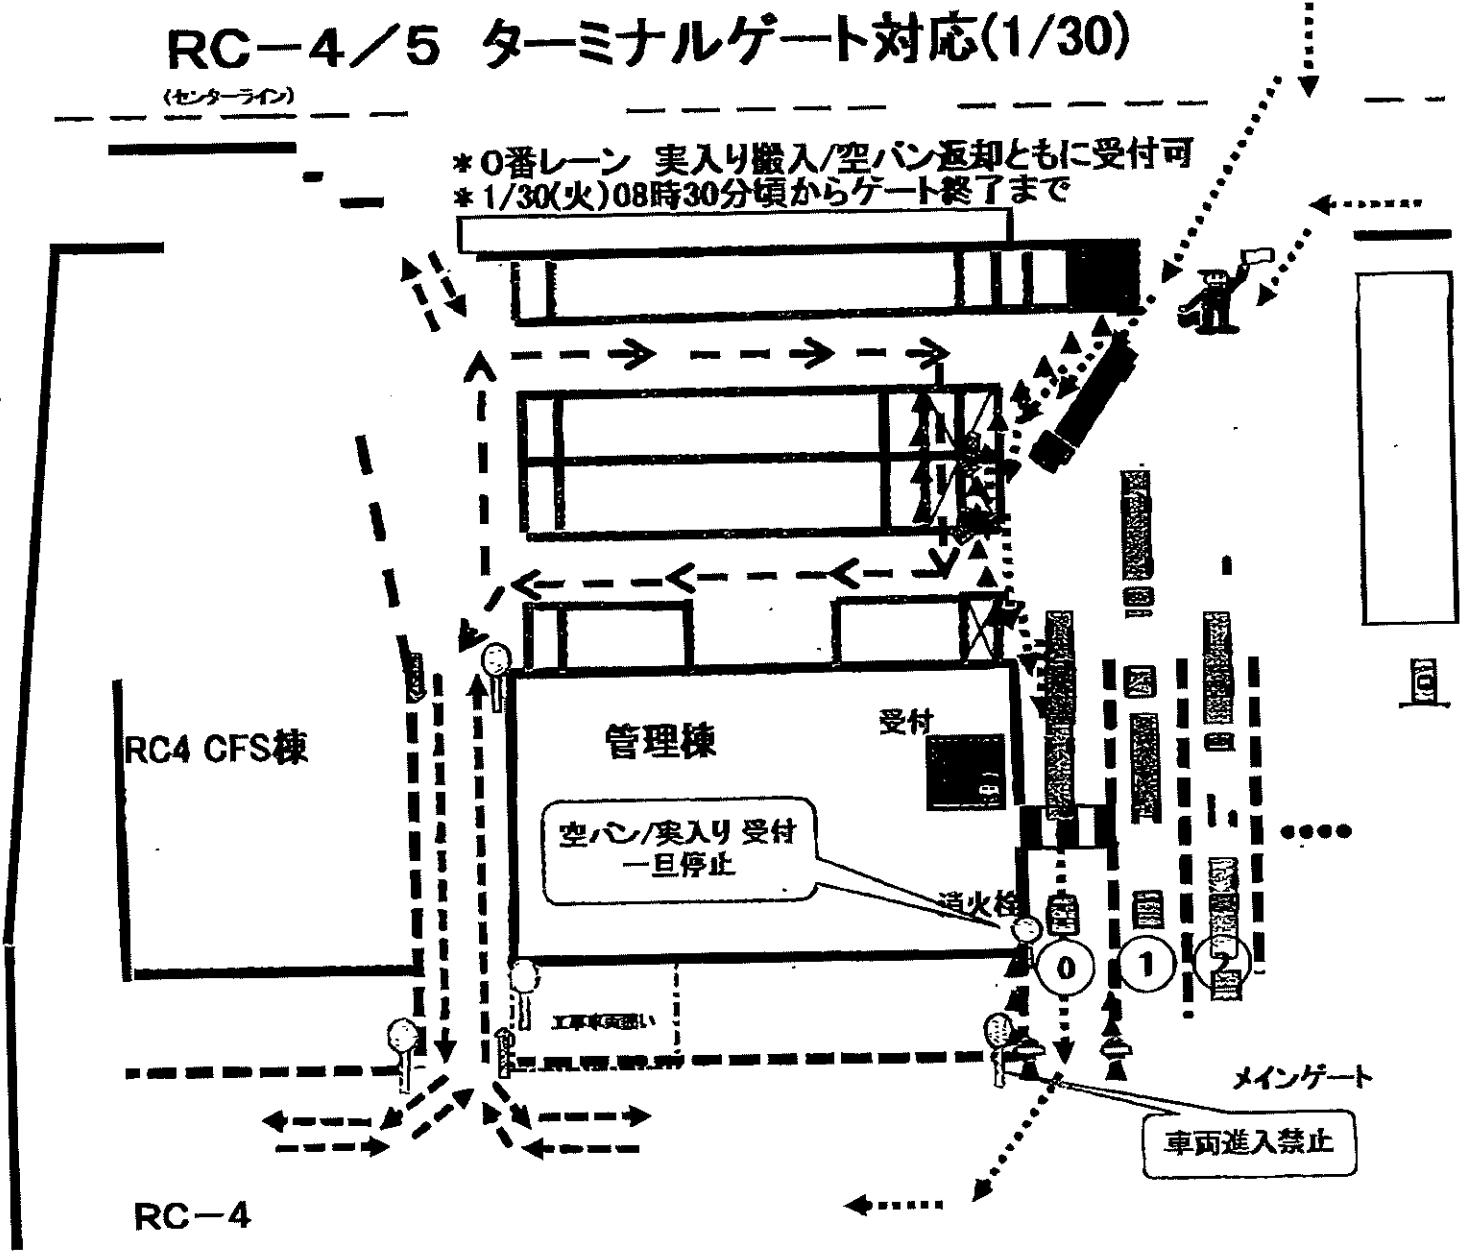 RC－4／5 ターミナルゲート対応(1/30)
(センターライン)
*0番レーン 実入り搬入/空バン返却ともに受付可
*1/30(火)08時30分頃からゲート終了まで
RC4 CFS棟
管理棟
受付
空バン/実入り 受付
一旦停止
消火栓
0
1
2
工事車両囲い
メインゲート
車両進入禁止
RC－4